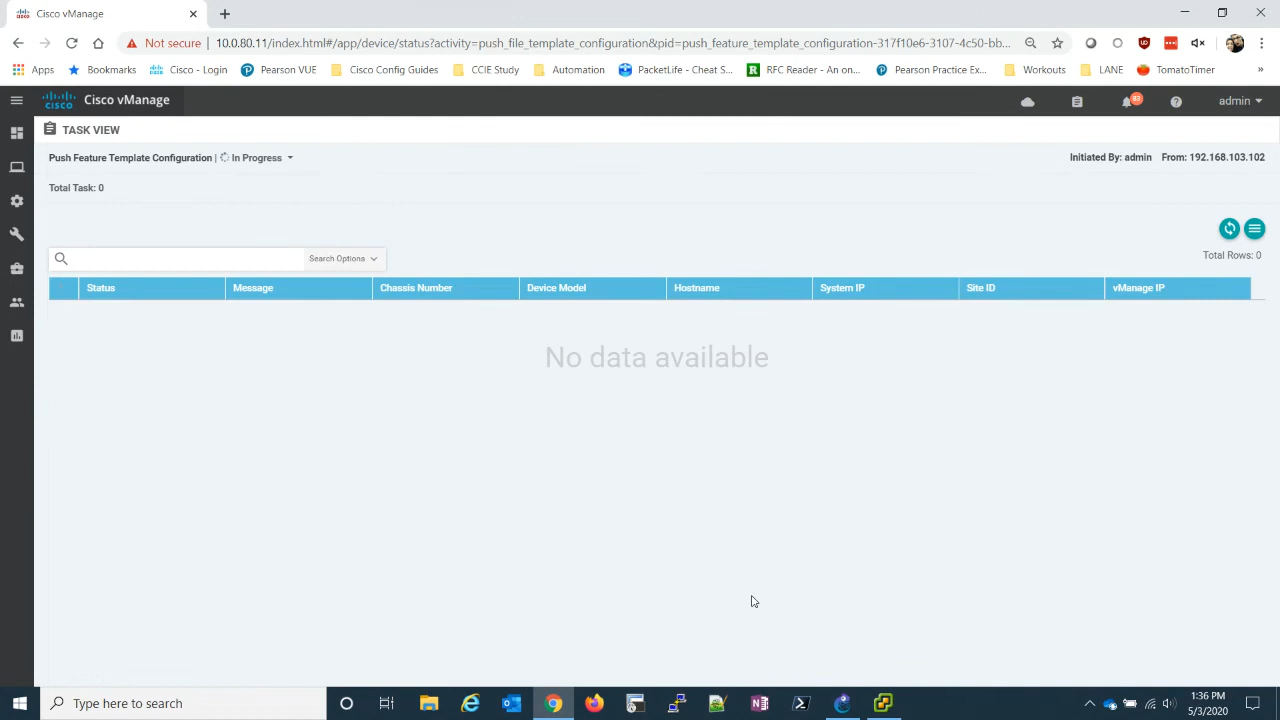 Cisco vManage
Not secure | 10.0.80.11/index.html#/app/device/status?activity=push_file_template_configuration&pid=push_feature_template_configuration-317f10e6-3107-4c50-bb...
Apps Bookmarks Cisco - Login Pearson VUE Cisco Config Guides CCIE Study Automation PacketLife - Cheat S... RFC Reader - An on... Pearson Practice Ex... Workouts LANE TomatoTimer »
cisco Cisco vManage 83 admin
TASK VIEW
Push Feature Template Configuration | In Progress Initiated By: admin From: 192.168.103.102
Total Task: 0
Search Options Total Rows: 0
Status Message Chassis Number Device Model Hostname System IP Site ID vManage IP
No data available
Type here to search
1:36 PM
5/3/2020